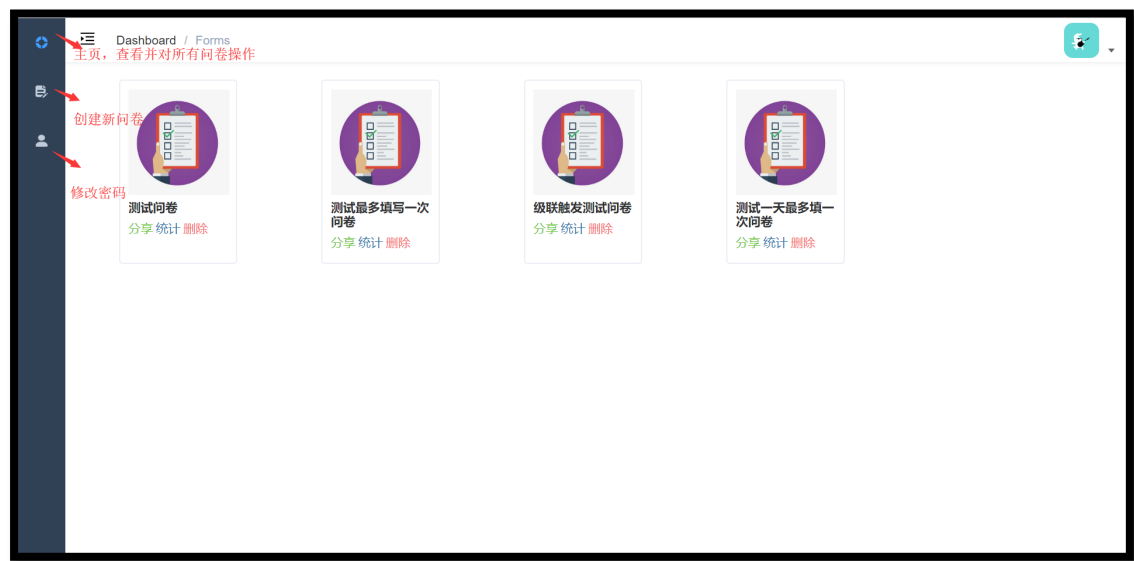 Dashboard / Forms
主页，查看并对所有问卷操作
创建新问卷
修改密码
测试问卷
分享 统计 删除
测试最多填写一次
问卷
分享 统计 删除
级联触发测试问卷
分享 统计 删除
测试一天最多填一
次问卷
分享 统计 删除